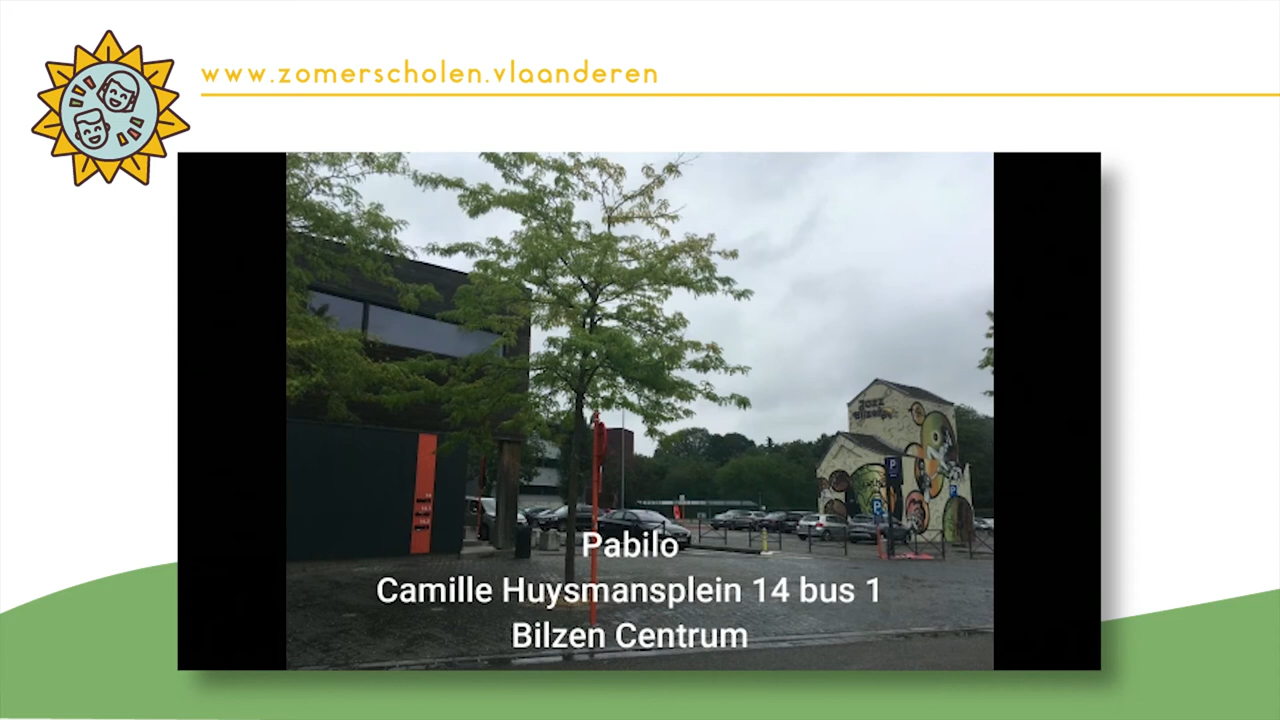 www.zomerscholen.vlaanderen
Pabilo
Camille Huysmansplein 14 bus 1
Bilzen Centrum